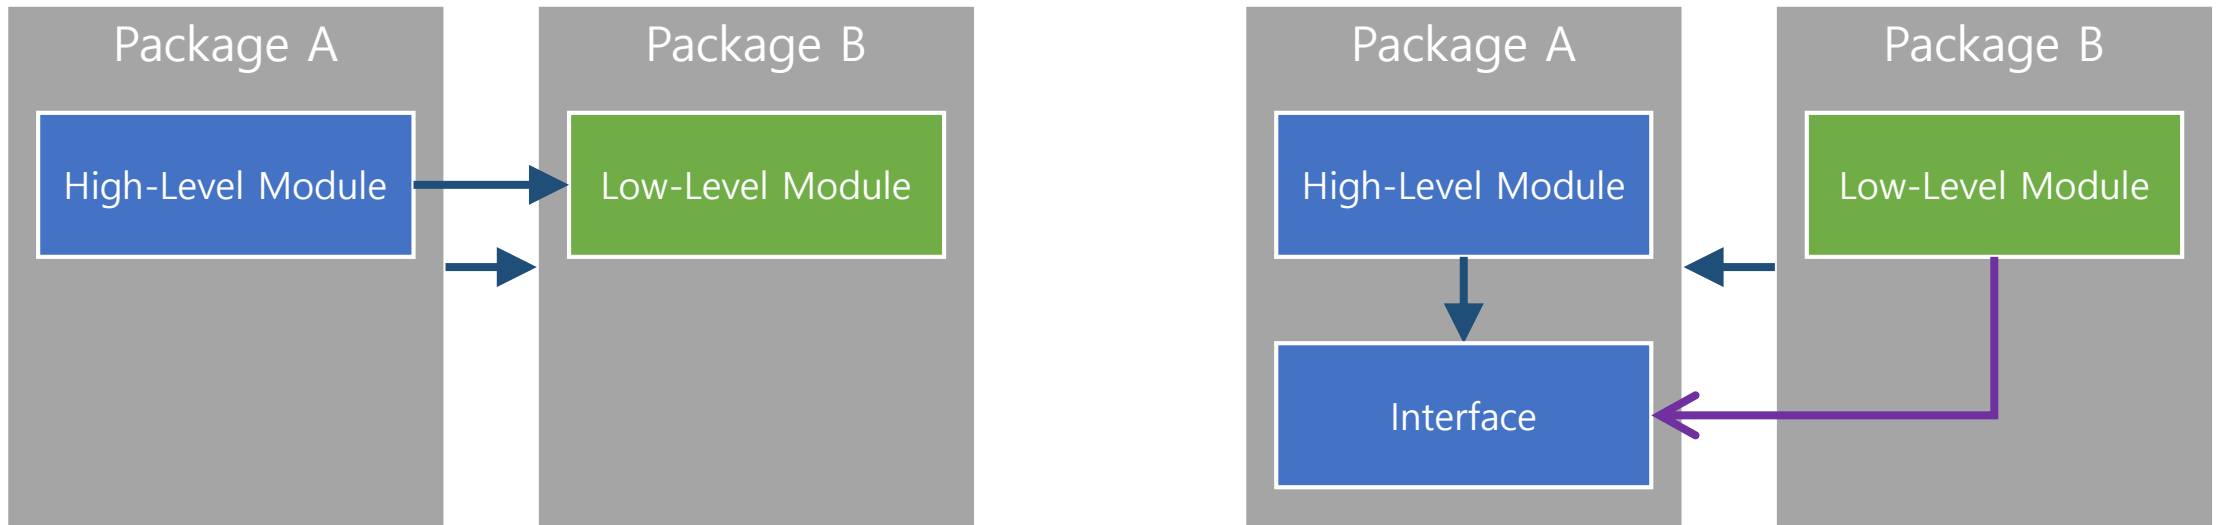 Package A
High-Level Module
Package B
Low-Level Module
Package A
High-Level Module
Interface
Package B
Low-Level Module